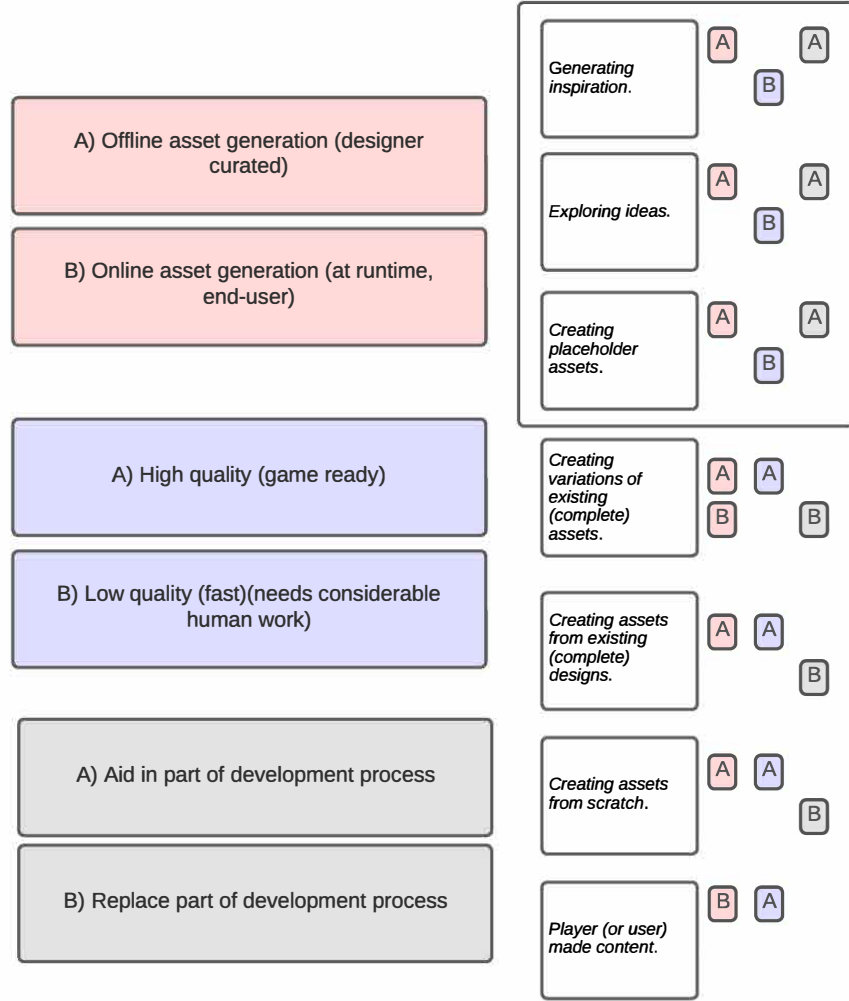 A) Offline asset generation (designer
curated)
B) Online asset generation (at runtime,
end-user)
A) High quality (game ready)
B) Low quality (fast)(needs considerable
human work)
A) Aid in part of development process
B) Replace part of development process
Generating
inspiration.
A A
B
Exploring ideas.
A A
B
Creating
placeholder
assets.
A A
B
Creating
variations of
existing
(complete)
assets.
A A
B B
Creating assets
from existing
(complete)
designs.
A A
B
Creating assets
from scratch.
A A
B
Player (or user)
made content.
B A